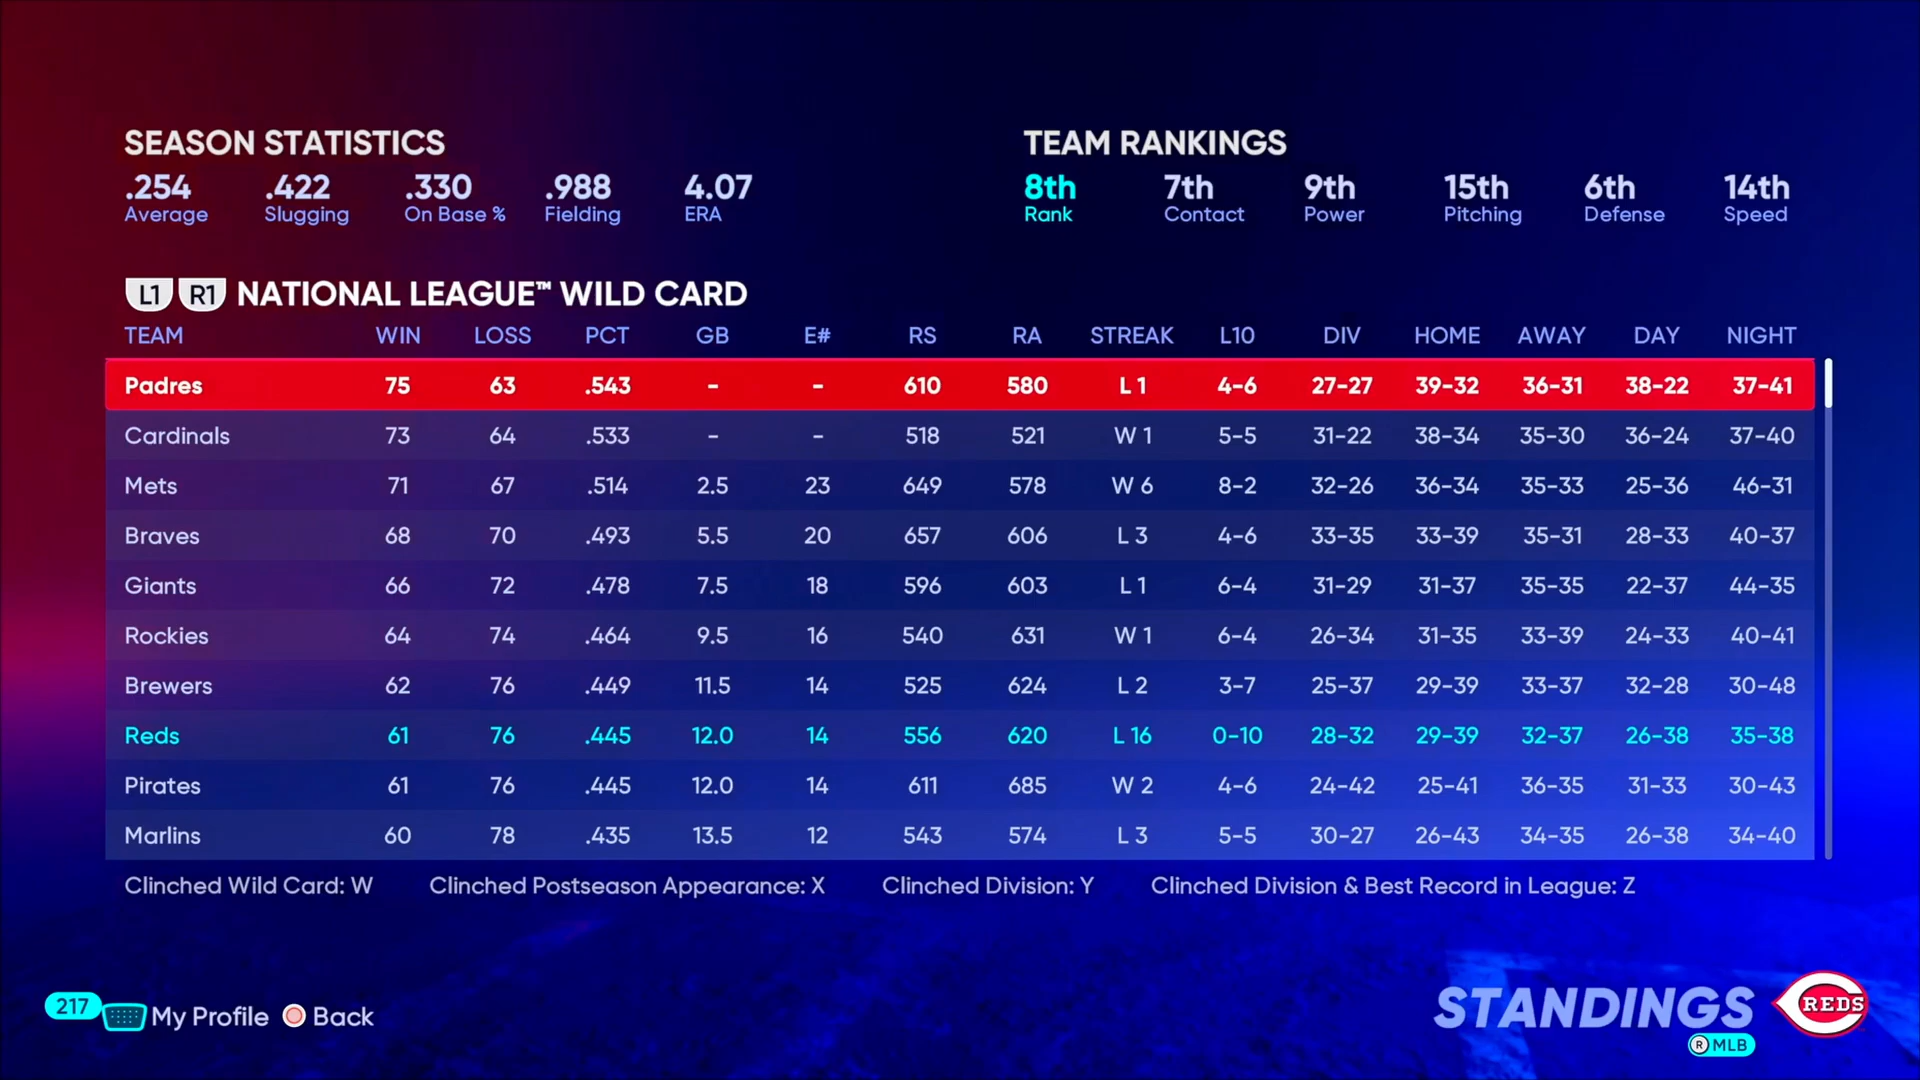 SEASON STATISTICS
.254 .422 .330 .988 4.07
Average Slugging On Base % Fielding ERA
TEAM RANKINGS
8th 7th 9th 15th 6th 14th
Rank Contact Power Pitching Defense Speed
L1 R1 NATIONAL LEAGUE™ WILD CARD
TEAM WIN LOSS PCT GB E# RS RA STREAK L10 DIV HOME AWAY DAY NIGHT
Padres 75 63 .543 - - 610 580 L 1 4-6 27-27 39-32 36-31 38-22 37-41
Cardinals 73 64 .533 - - 518 521 W 1 5-5 31-22 38-34 35-30 36-24 37-40
Mets 71 67 .514 2.5 23 649 578 W 6 8-2 32-26 36-34 35-33 25-36 46-31
Braves 68 70 .493 5.5 20 657 606 L 3 4-6 33-35 33-39 35-31 28-33 40-37
Giants 66 72 .478 7.5 18 596 603 L 1 6-4 31-29 31-37 35-35 22-37 44-35
Rockies 64 74 .464 9.5 16 540 631 W 1 6-4 26-34 31-35 33-39 24-33 40-41
Brewers 62 76 .449 11.5 14 525 624 L 2 3-7 25-37 29-39 33-37 32-28 30-48
Reds 61 76 .445 12.0 14 556 620 L 16 0-10 28-32 29-39 32-37 26-38 35-38
Pirates 61 76 .445 12.0 14 611 685 W 2 4-6 24-42 25-41 36-35 31-33 30-43
Marlins 60 78 .435 13.5 12 543 574 L 3 5-5 30-27 26-43 34-35 26-38 34-40
Clinched Wild Card: W Clinched Postseason Appearance: X Clinched Division: Y Clinched Division & Best Record in League: Z
217 My Profile Back
STANDINGS
REDS
R MLB